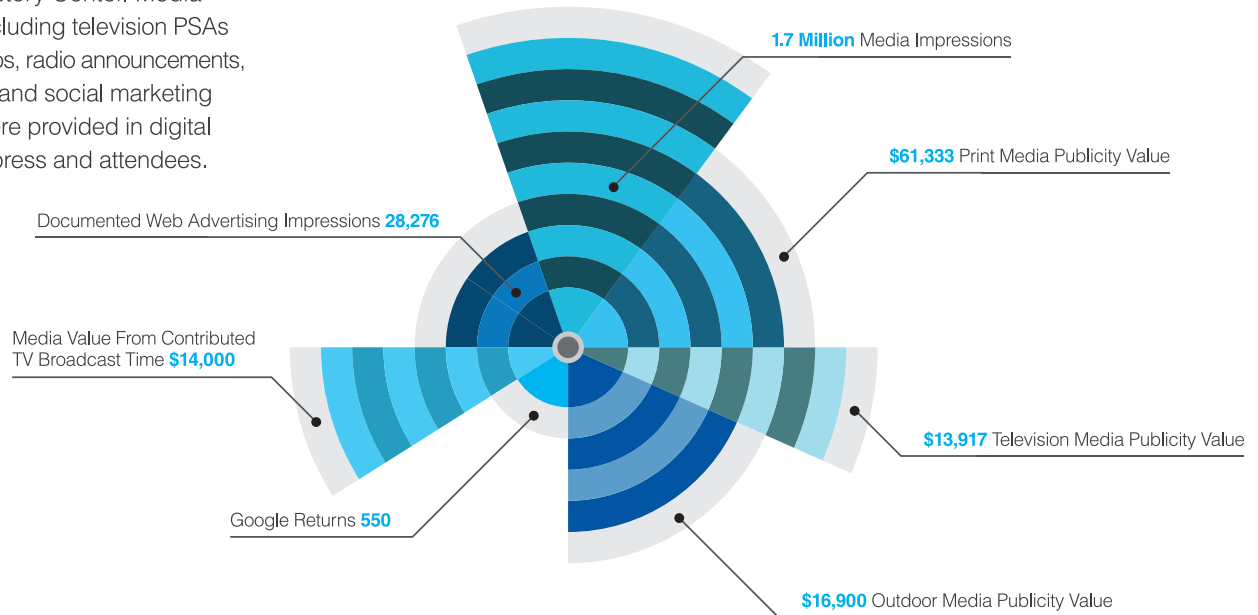 cluding television PSAs
os, radio announcements,
and social marketing
re provided in digital
press and attendees.
1.7 Million Media Impressions
$61,333 Print Media Publicity Value
Documented Web Advertising Impressions 28,276
Media Value From Contributed
TV Broadcast Time $14,000
$13,917 Television Media Publicity Value
Google Returns 550
$16,900 Outdoor Media Publicity Value